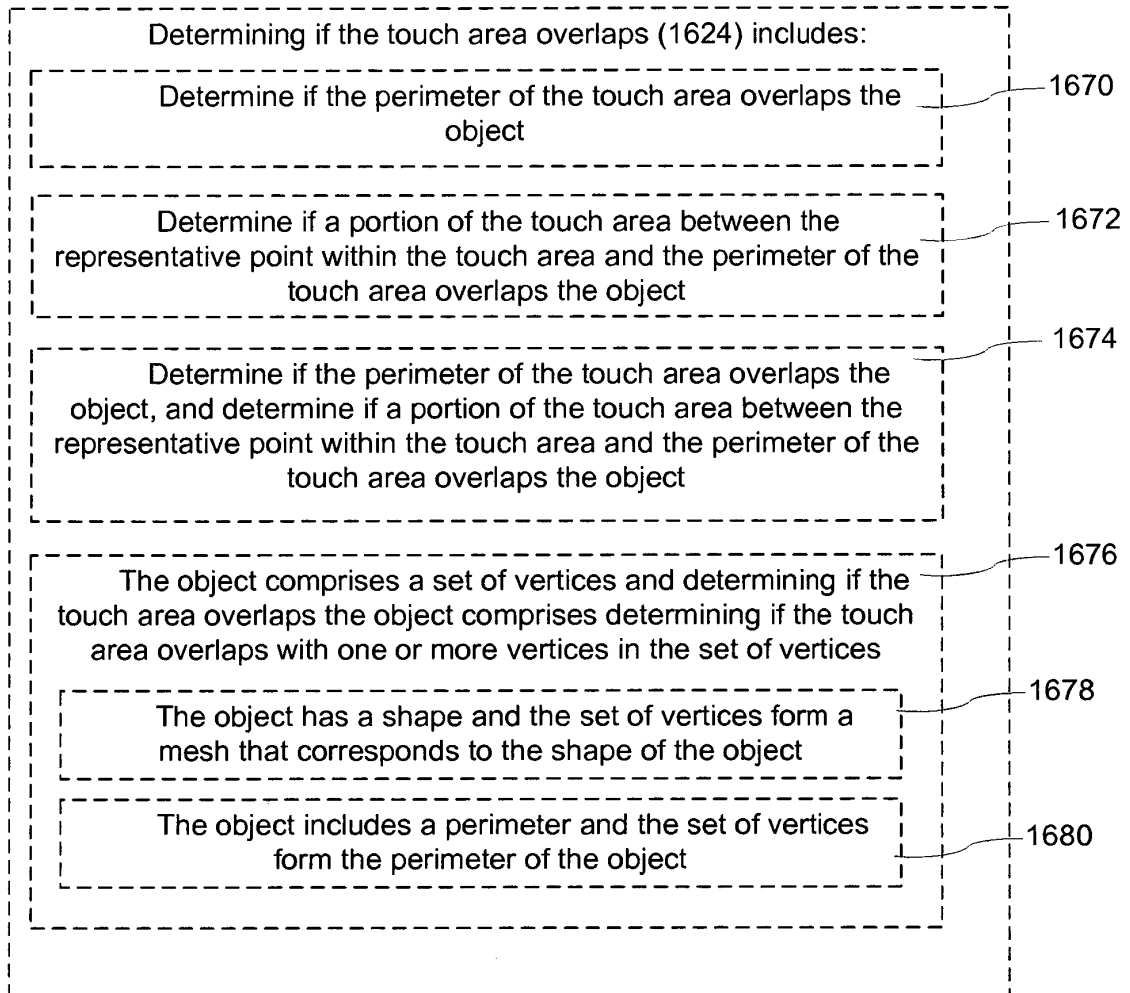 Determining if the touch area overlaps (1624) includes:
Determine if the perimeter of the touch area overlaps the
object
1670
Determine if a portion of the touch area between the
representative point within the touch area and the perimeter of the
touch area overlaps the object
1672
Determine if the perimeter of the touch area overlaps the
object, and determine if a portion of the touch area between the
representative point within the touch area and the perimeter of the
touch area overlaps the object
1674
The object comprises a set of vertices and determining if the
touch area overlaps the object comprises determining if the touch
area overlaps with one or more vertices in the set of vertices
1676
The object has a shape and the set of vertices form a
mesh that corresponds to the shape of the object
1678
The object includes a perimeter and the set of vertices
form the perimeter of the object
1680